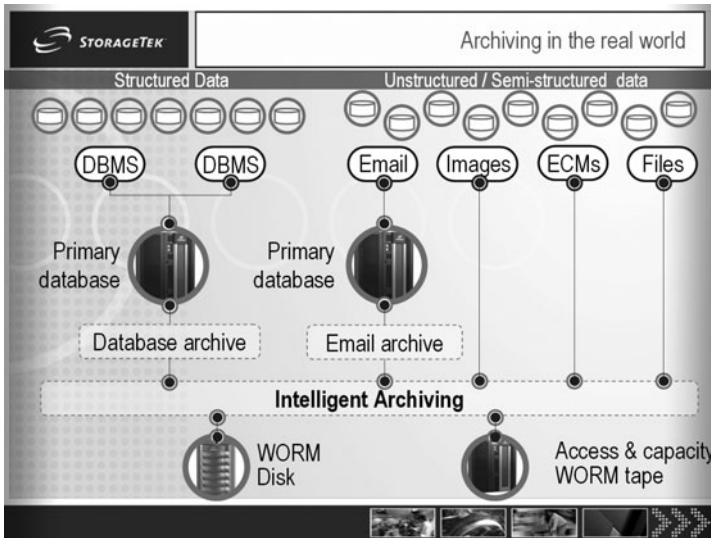 STORAGETEK
Archiving in the real world
Structured Data
Unstructured / Semi-structured data
DBMS
DBMS
Email
Images
ECMs
Files
Primary
database
Primary
database
Database archive
Email archive
Intelligent Archiving
WORM
Disk
Access & capacity
WORM tape